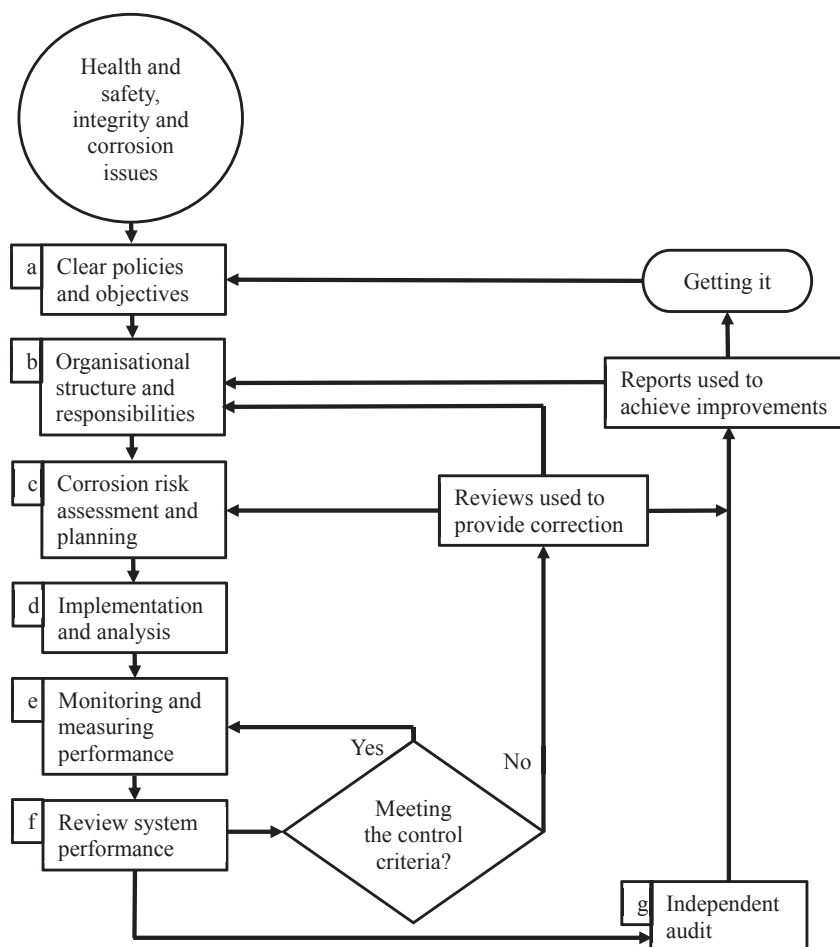 Health and
safety,
integrity and
corrosion
issues
a
Clear policies
and objectives
Getting it
b
Organisational
structure and
responsibilities
Reports used to
achieve improvements
c
Corrosion risk
assessment and
planning
Reviews used to
provide correction
d
Implementation
and analysis
e
Monitoring and
measuring
performance
Yes
No
f
Review system
performance
Meeting
the control
criteria?
g
Independent
audit